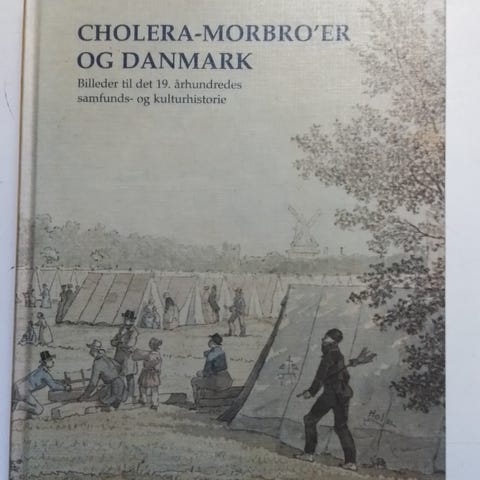 CHOLERA-MORBRO’ER
OG DANMARK
Billeder til det 19. århundredes
samfunds- og kulturhistorie